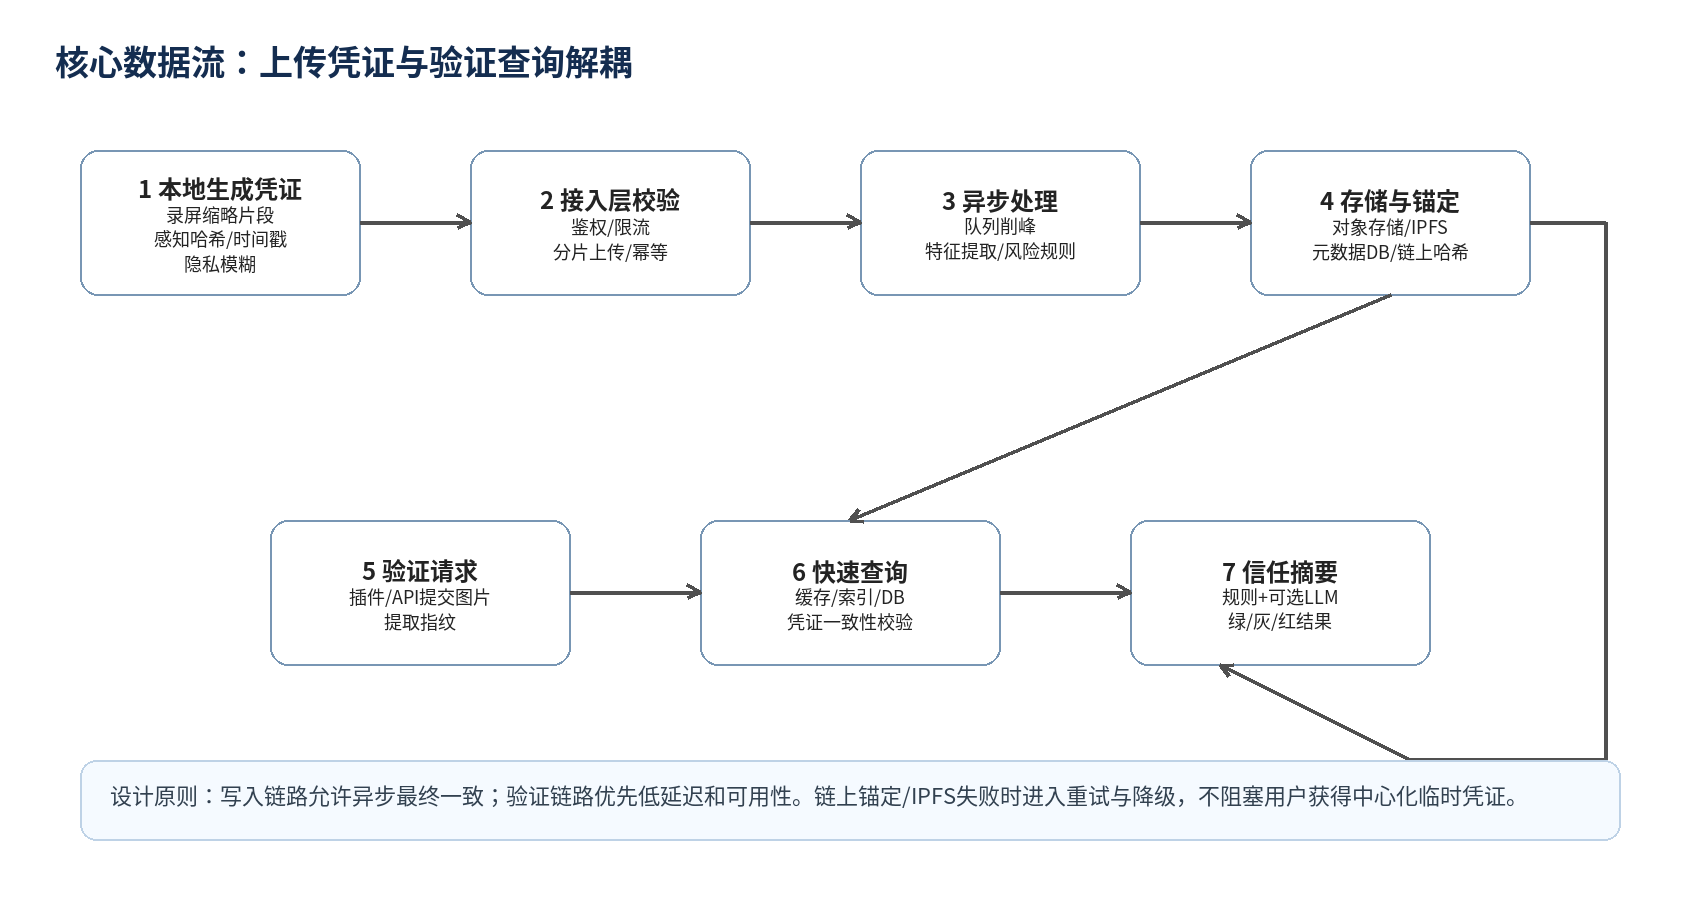 核心数据流：上传凭证与验证查询解耦
1 本地生成凭证
录屏缩略片段
感知哈希/时间戳
隐私模糊
2 接入层校验
鉴权/限流
分片上传/幂等
3 异步处理
队列削峰
特征提取/风险规则
4 存储与锚定
对象存储/IPFS
元数据DB/链上哈希
5 验证请求
插件/API提交图片
提取指纹
6 快速查询
缓存/索引/DB
凭证一致性校验
7 信任摘要
规则+可选LLM
绿/灰/红结果
设计原则：写入链路允许异步最终一致；验证链路优先低延迟和可用性。链上锚定/IPFS失败时进入重试与降级，不阻塞用户获得中心化临时凭证。